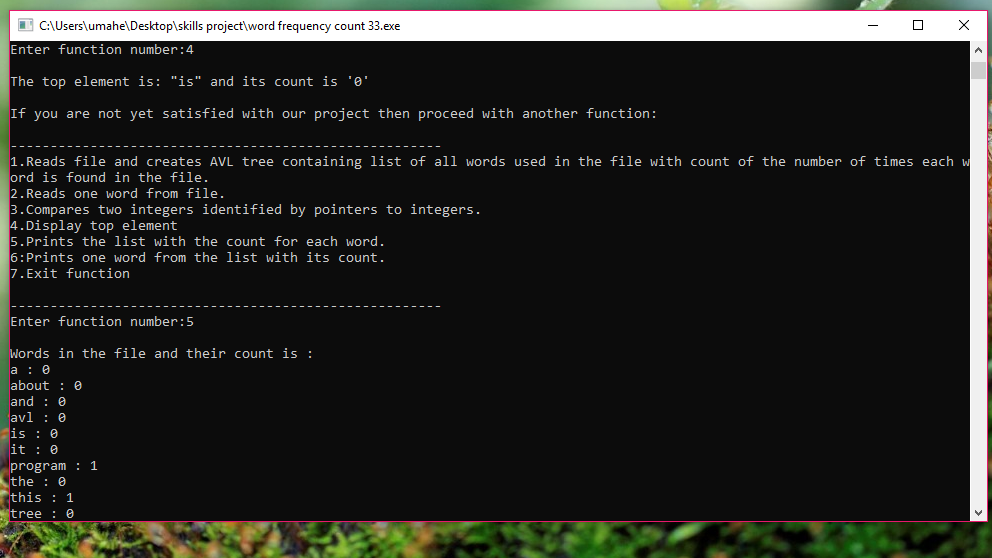 C:\Users\umahe\Desktop\skills project\word frequency count 33.exe
Enter function number:4
The top element is: "is" and its count is '0'
If you are not yet satisfied with our project then proceed with another function:
------------------------------------------------------
1.Reads file and creates AVL tree containing list of all words used in the file with count of the number of times each w
ord is found in the file.
2.Reads one word from file.
3.Compares two integers identified by pointers to integers.
4.Display top element
5.Prints the list with the count for each word.
6:Prints one word from the list with its count.
7.Exit function
------------------------------------------------------
Enter function number:5
Words in the file and their count is :
a : 0
about : 0
and : 0
avl : 0
is : 0
it : 0
program : 1
the : 0
this : 1
tree : 0